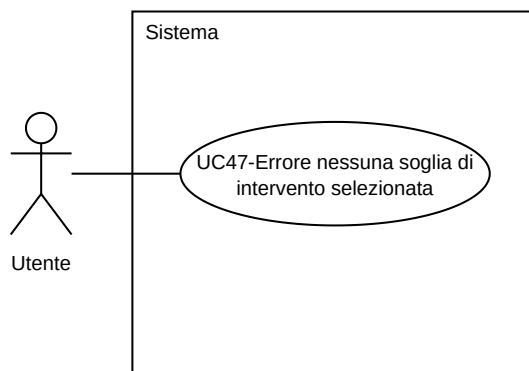 Sistema
UC47-Errore nessuna soglia di
intervento selezionata
Utente